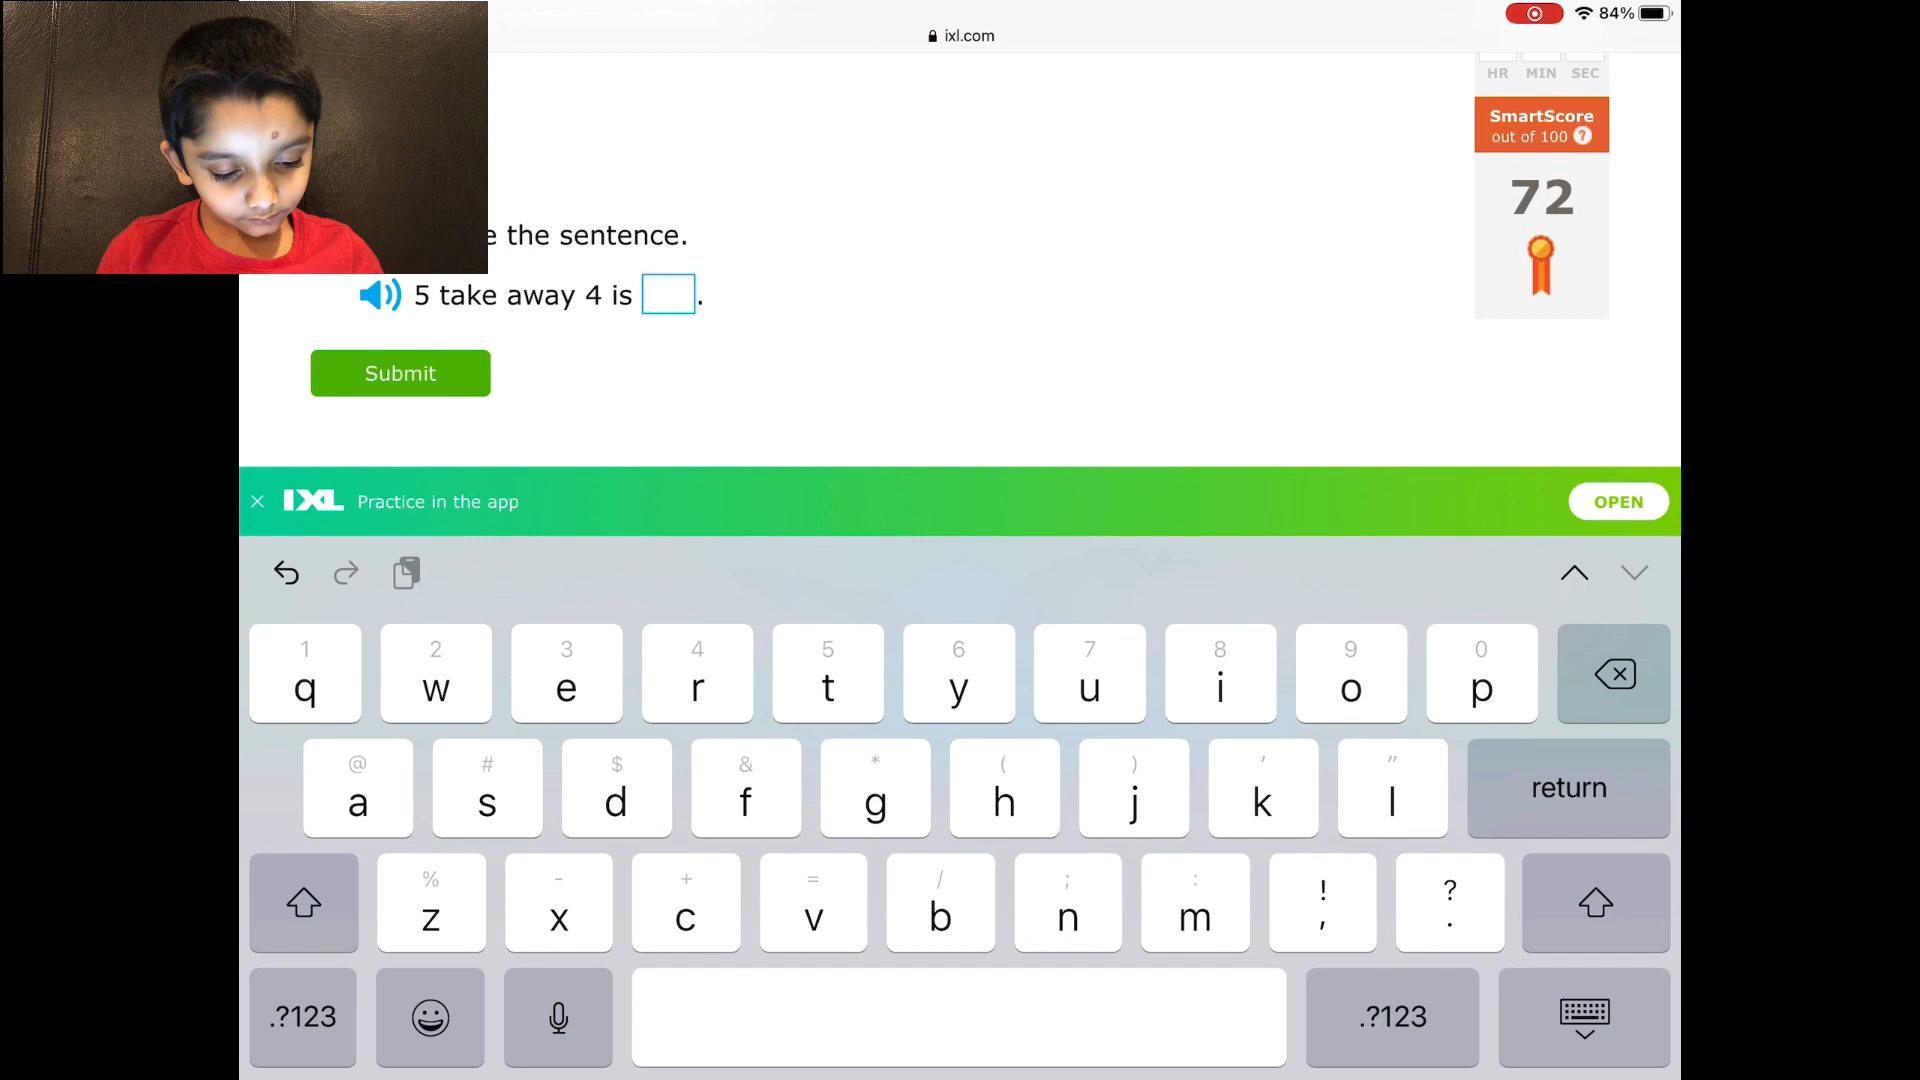 84%
ixl.com
HR MIN SEC
SmartScore
out of 100 ?
72
e the sentence.
5 take away 4 is .
Submit
IXL Practice in the app OPEN
1 2 3 4 5 6 7 8 9 0
q w e r t y u i o p
@ # $ & * ( ) ' "
a s d f g h j k l return
% - + = / ; : ! ?
z x c v b n m , .
.?123 .?123